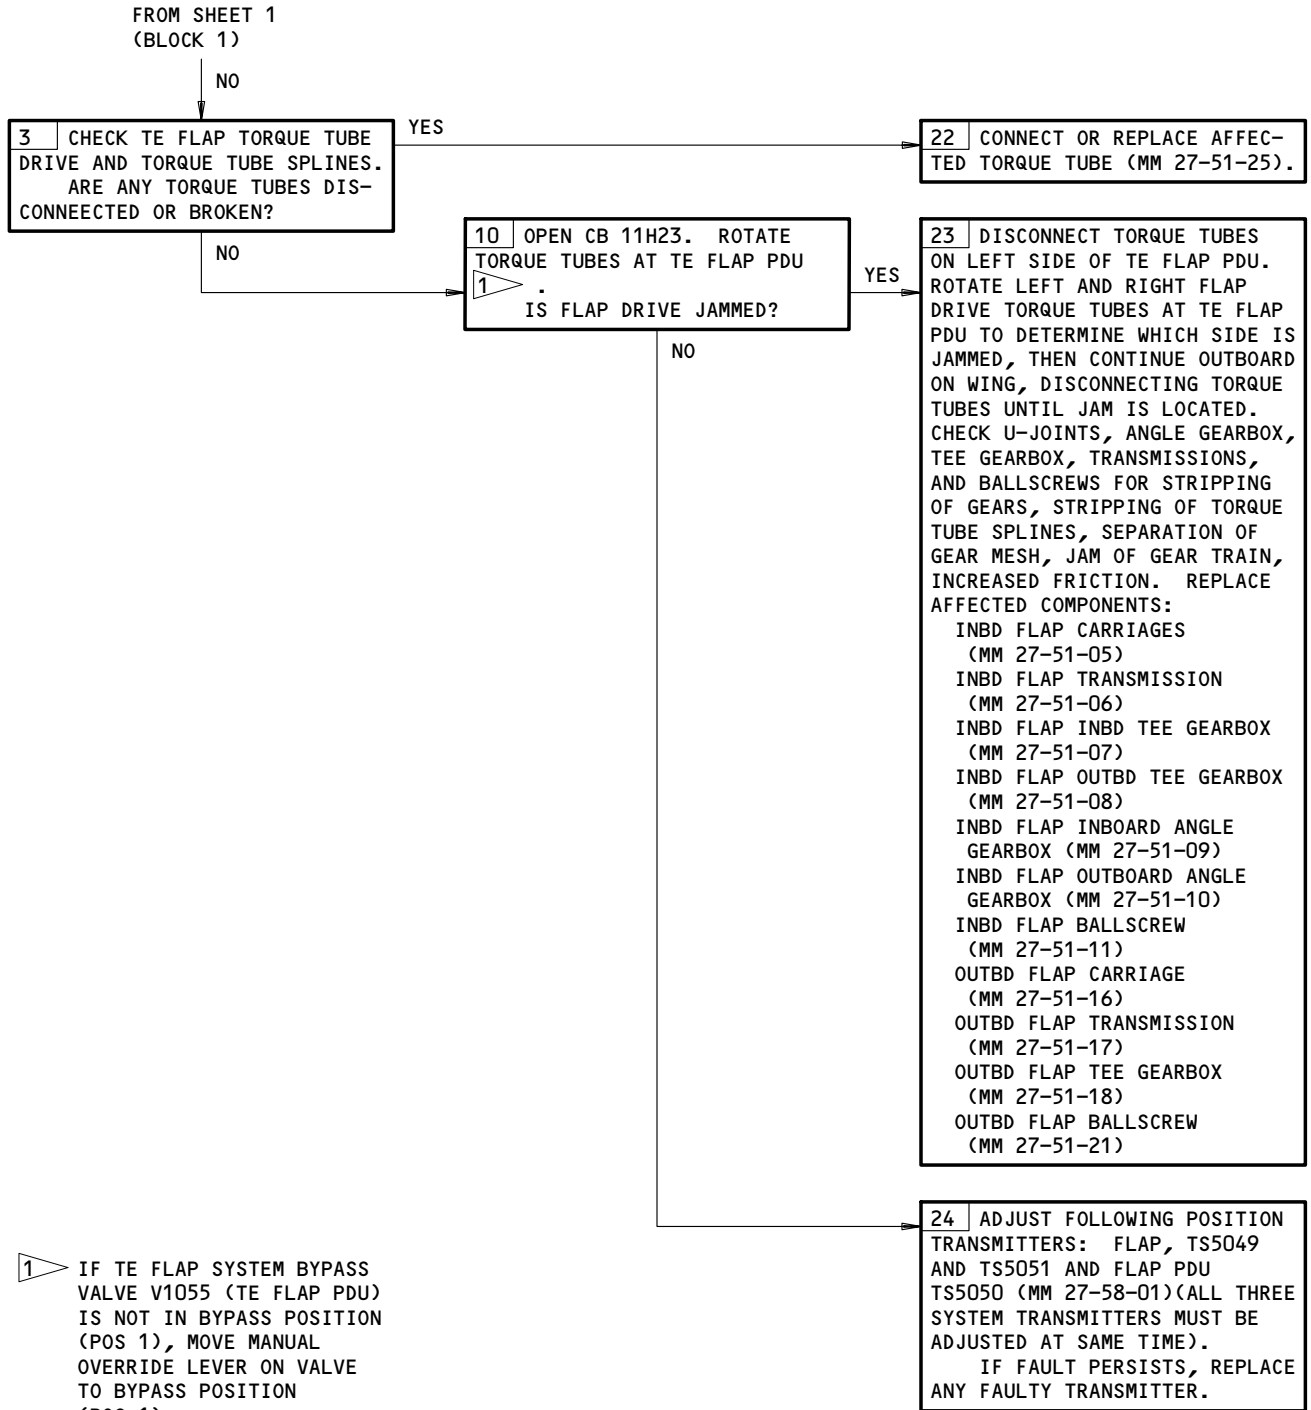 FROM SHEET 1
(BLOCK 1)
NO
3 CHECK TE FLAP TORQUE TUBE
DRIVE AND TORQUE TUBE SPLINES.
ARE ANY TORQUE TUBES DIS-
CONNEECTED OR BROKEN?
YES
22 CONNECT OR REPLACE AFFEC-
TED TORQUE TUBE (MM 27-51-25).
NO
10 OPEN CB 11H23. ROTATE
TORQUE TUBES AT TE FLAP PDU
1 .
IS FLAP DRIVE JAMMED?
YES
23 DISCONNECT TORQUE TUBES
ON LEFT SIDE OF TE FLAP PDU.
ROTATE LEFT AND RIGHT FLAP
DRIVE TORQUE TUBES AT TE FLAP
PDU TO DETERMINE WHICH SIDE IS
JAMMED, THEN CONTINUE OUTBOARD
ON WING, DISCONNECTING TORQUE
TUBES UNTIL JAM IS LOCATED.
CHECK U-JOINTS, ANGLE GEARBOX,
TEE GEARBOX, TRANSMISSIONS,
AND BALLSCREWS FOR STRIPPING
OF GEARS, STRIPPING OF TORQUE
TUBE SPLINES, SEPARATION OF
GEAR MESH, JAM OF GEAR TRAIN,
INCREASED FRICTION. REPLACE
AFFECTED COMPONENTS:
INBD FLAP CARRIAGES
(MM 27-51-05)
INBD FLAP TRANSMISSION
(MM 27-51-06)
INBD FLAP INBD TEE GEARBOX
(MM 27-51-07)
INBD FLAP OUTBD TEE GEARBOX
(MM 27-51-08)
INBD FLAP INBOARD ANGLE
GEARBOX (MM 27-51-09)
INBD FLAP OUTBOARD ANGLE
GEARBOX (MM 27-51-10)
INBD FLAP BALLSCREW
(MM 27-51-11)
OUTBD FLAP CARRIAGE
(MM 27-51-16)
OUTBD FLAP TRANSMISSION
(MM 27-51-17)
OUTBD FLAP TEE GEARBOX
(MM 27-51-18)
OUTBD FLAP BALLSCREW
(MM 27-51-21)
NO
24 ADJUST FOLLOWING POSITION
TRANSMITTERS: FLAP, TS5049
AND TS5051 AND FLAP PDU
TS5050 (MM 27-58-01)(ALL THREE
SYSTEM TRANSMITTERS MUST BE
ADJUSTED AT SAME TIME).
IF FAULT PERSISTS, REPLACE
ANY FAULTY TRANSMITTER.
1 IF TE FLAP SYSTEM BYPASS
VALVE V1055 (TE FLAP PDU)
IS NOT IN BYPASS POSITION
(POS 1), MOVE MANUAL
OVERRIDE LEVER ON VALVE
TO BYPASS POSITION